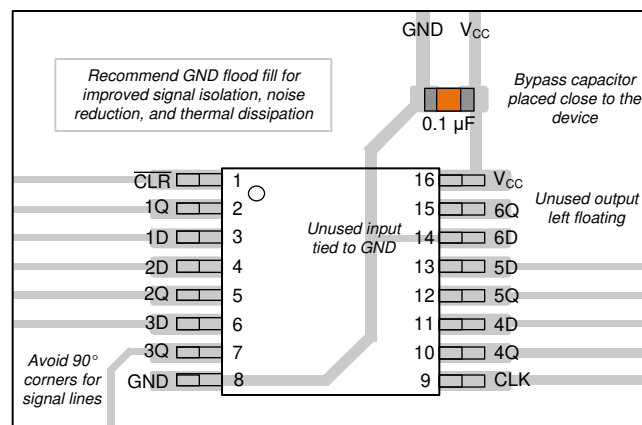 GND
V_CC
Recommend GND flood fill for
improved signal isolation, noise
reduction, and thermal dissipation
Bypass capacitor
placed close to the
device
0.1 µF
C̅L̅R̅ 1 16 V_CC
1Q 2 15 6Q
1D 3 14 6D
2D 4 13 5D
2Q 5 12 5Q
3D 6 11 4D
3Q 7 10 4Q
GND 8 9 CLK
Unused input
tied to GND
Unused output
left floating
Avoid 90°
corners for
signal lines